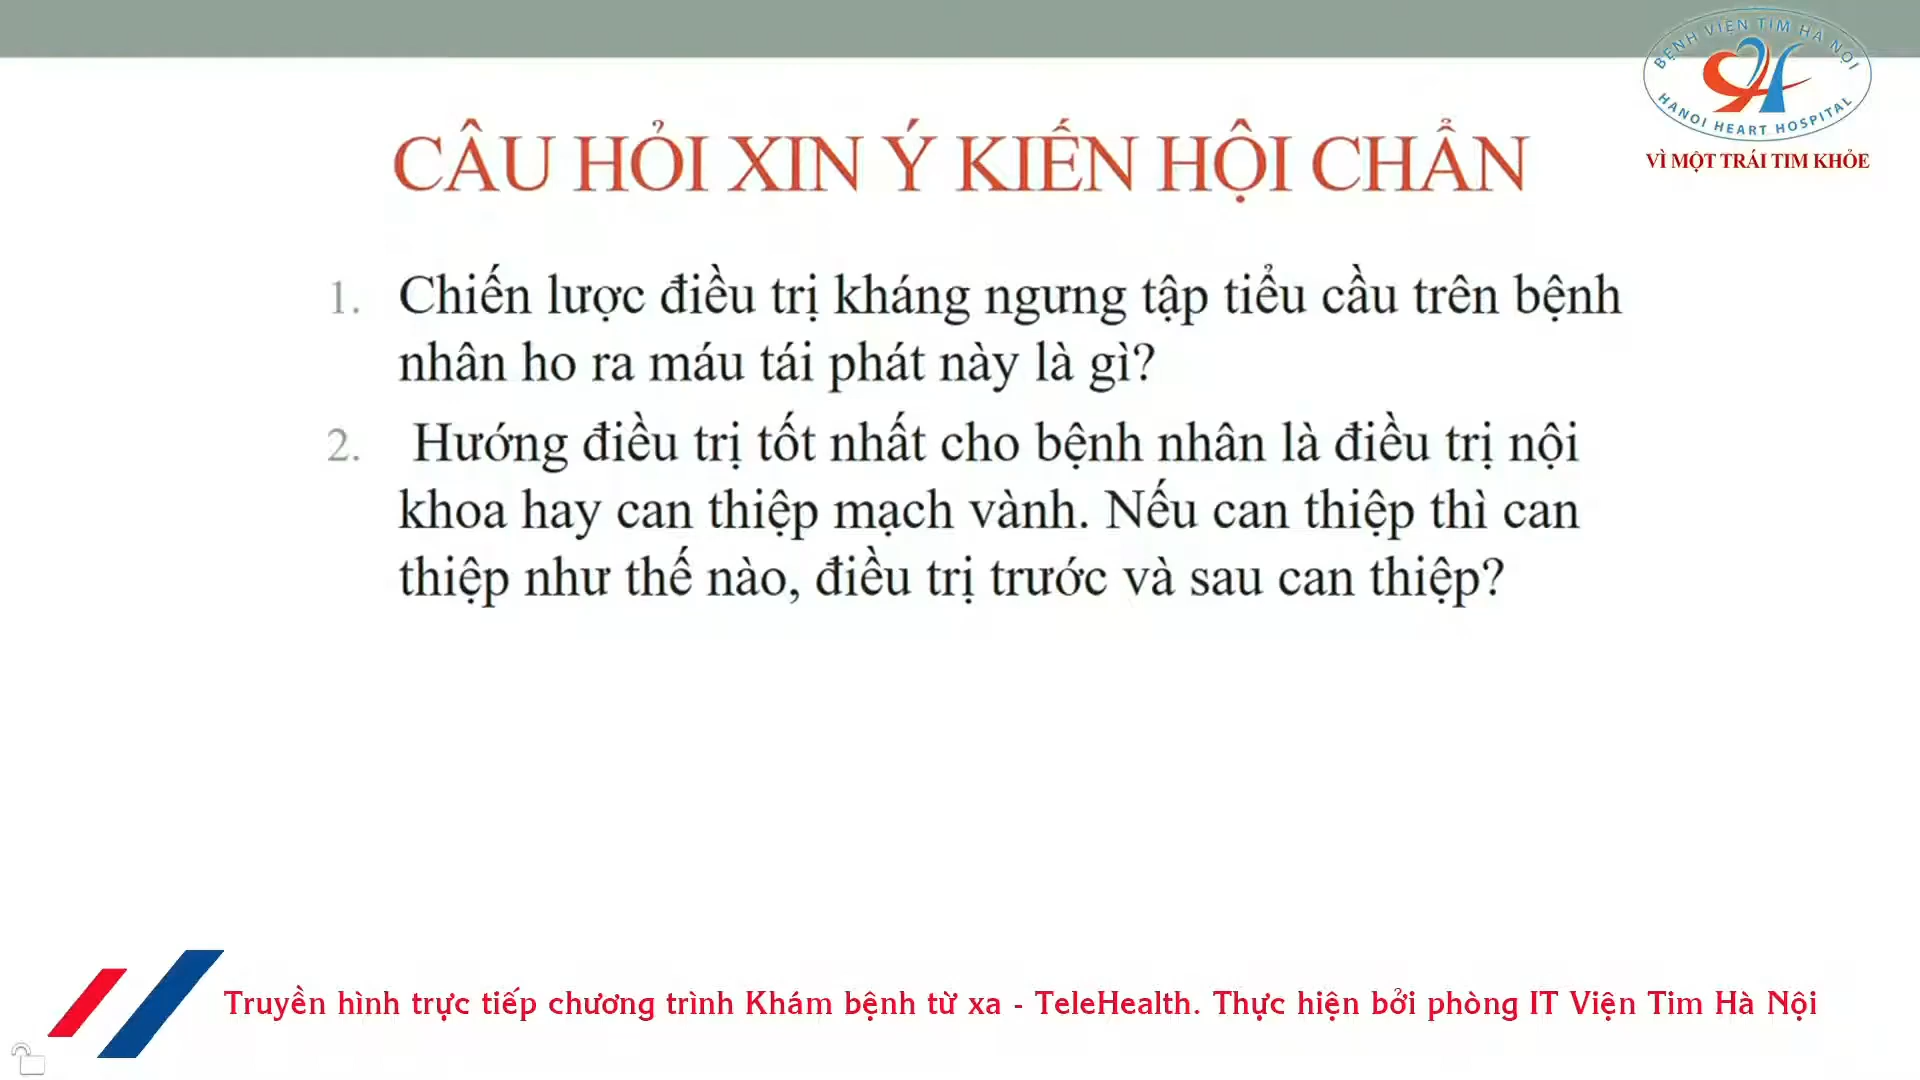 BỆNH VIỆN TIM HÀ NỘI
HANOI HEART HOSPITAL
VÌ MỘT TRÁI TIM KHỎE
CÂU HỎI XIN Ý KIẾN HỘI CHẨN
1. Chiến lược điều trị kháng ngưng tập tiểu cầu trên bệnh
nhân ho ra máu tái phát này là gì?
2. Hướng điều trị tốt nhất cho bệnh nhân là điều trị nội
khoa hay can thiệp mạch vành. Nếu can thiệp thì can
thiệp như thế nào, điều trị trước và sau can thiệp?
Truyền hình trực tiếp chương trình Khám bệnh từ xa - TeleHealth. Thực hiện bởi phòng IT Viện Tim Hà Nội